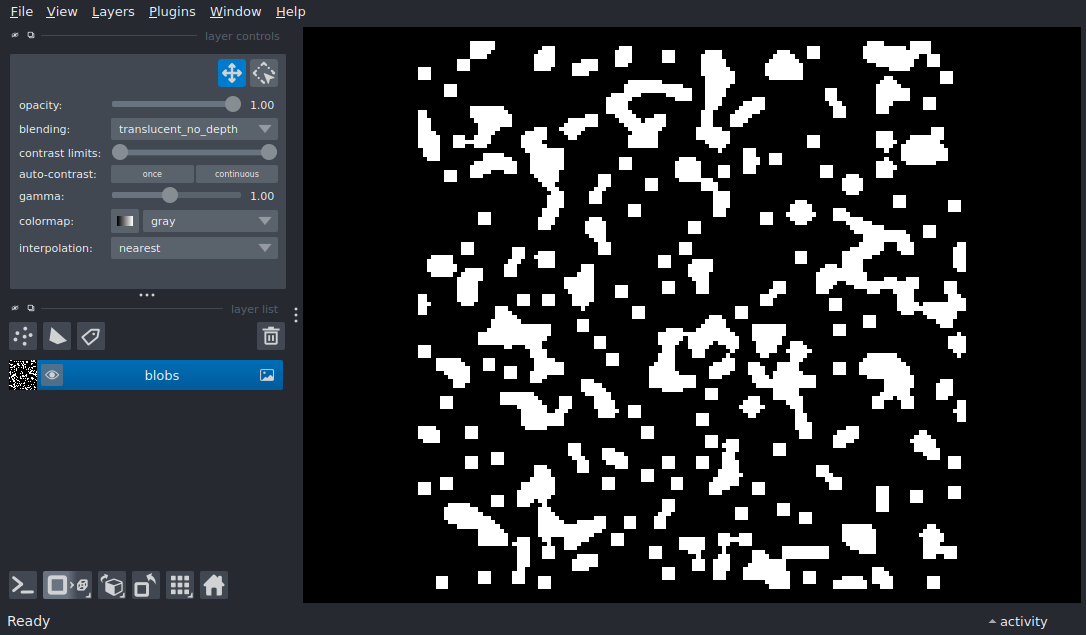 File View Layers Plugins Window Help
layer controls
opacity: 1.00
blending: translucent_no_depth
contrast limits:
auto-contrast: once continuous
gamma: 1.00
colormap: gray
interpolation: nearest
layer list
blobs
Ready activity